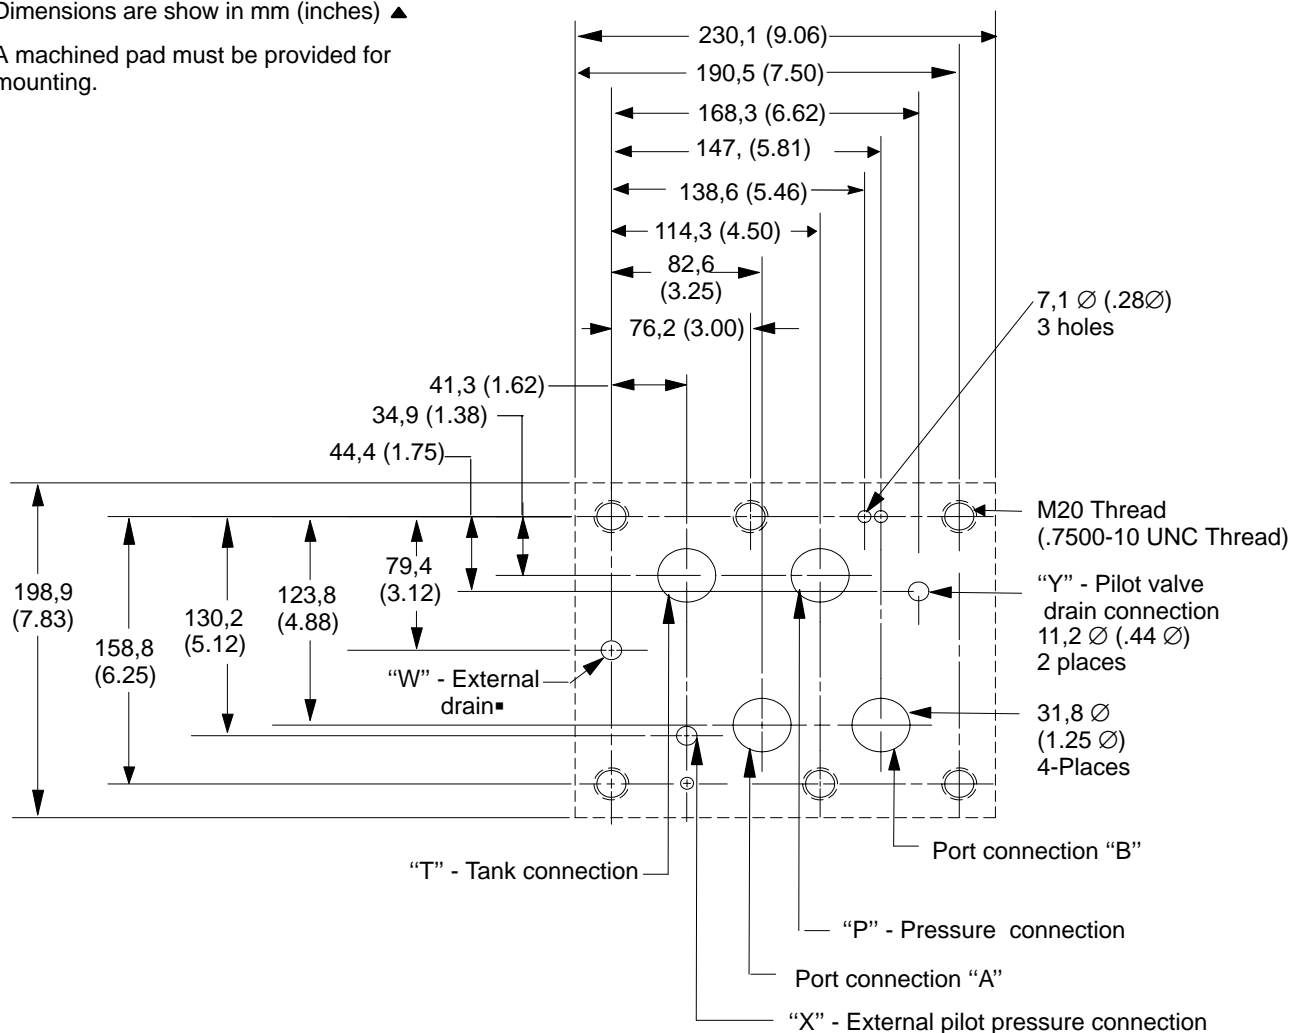 Dimensions are show in mm (inches) ▲
A machined pad must be provided for
mounting.
230,1 (9.06)
190,5 (7.50)
168,3 (6.62)
147, (5.81)
138,6 (5.46)
114,3 (4.50)
82,6
(3.25)
76,2 (3.00)
41,3 (1.62)
34,9 (1.38)
44,4 (1.75)
7,1 ∅ (.28∅)
3 holes
M20 Thread
(.7500-10 UNC Thread)
“Y” - Pilot valve
drain connection
11,2 ∅ (.44 ∅)
2 places
31,8 ∅
(1.25 ∅)
4-Places
198,9
(7.83)
158,8
(6.25)
130,2
(5.12)
123,8
(4.88)
79,4
(3.12)
“W” - External
drain■
Port connection “B”
“T” - Tank connection
“P” - Pressure connection
Port connection “A”
“X” - External pilot pressure connection